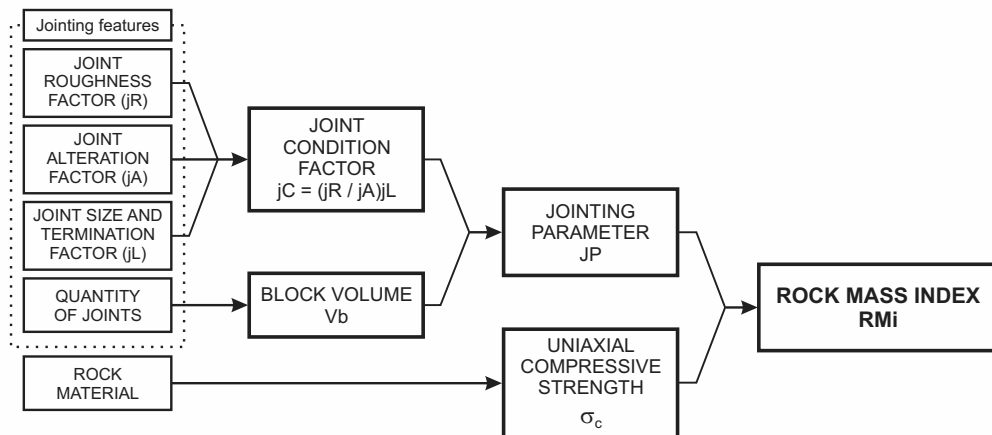 Jointing features
JOINT
ROUGHNESS
FACTOR (jR)
JOINT
ALTERATION
FACTOR (jA)
JOINT SIZE AND
TERMINATION
FACTOR (jL)
QUANTITY
OF JOINTS
ROCK
MATERIAL
JOINT
CONDITION
FACTOR
jC = (jR / jA)jL
BLOCK VOLUME
Vb
JOINTING
PARAMETER
JP
UNIAXIAL
COMPRESSIVE
STRENGTH
σc
ROCK MASS INDEX
RMi